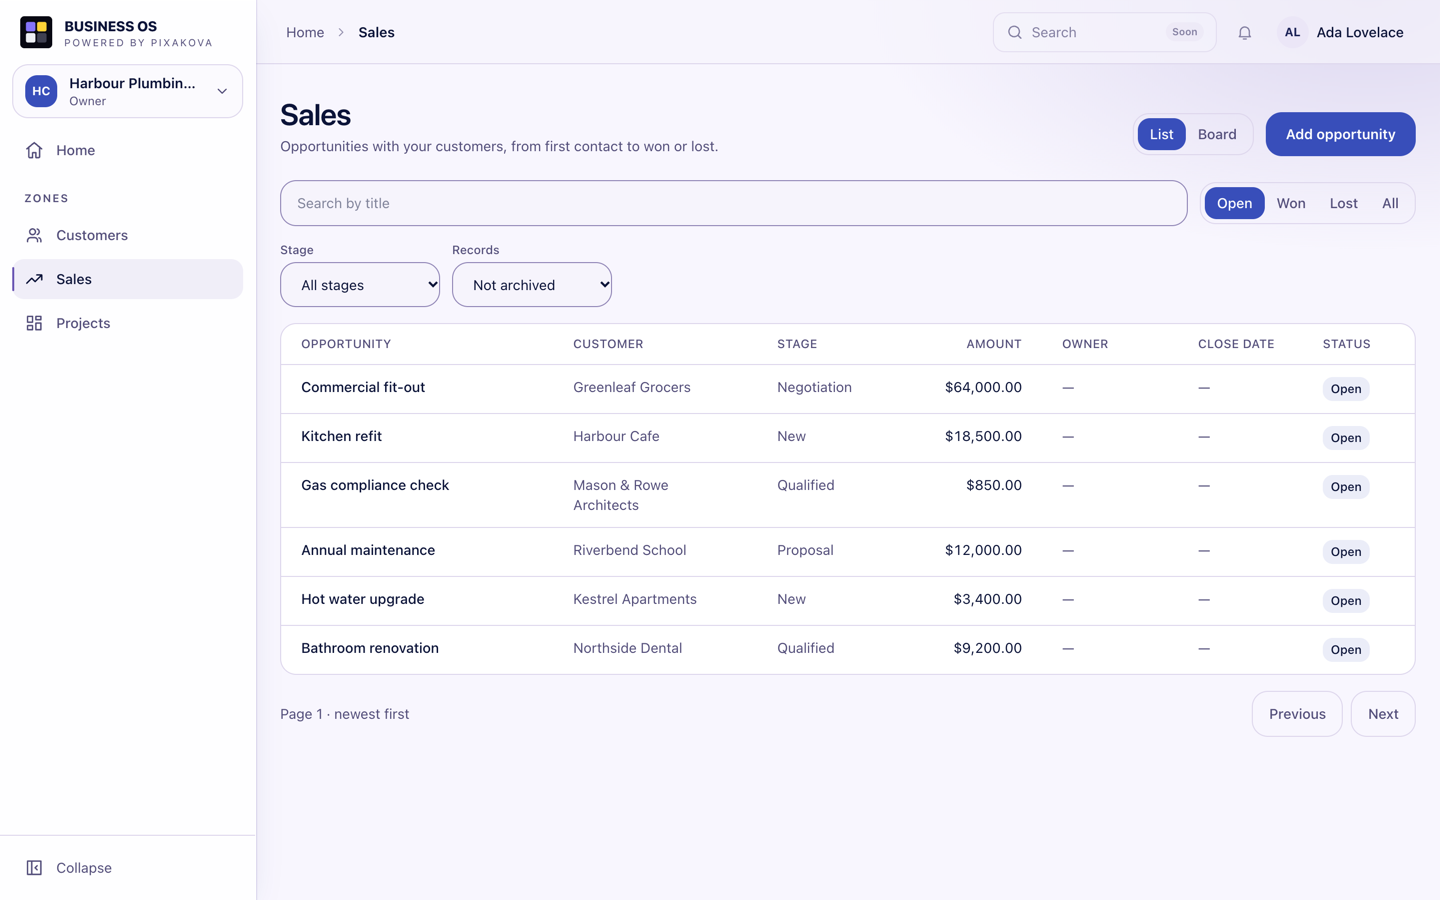 BUSINESS OS
POWERED BY PIXAKOVA
HC
Harbour Plumbin...
Owner
Home
ZONES
Customers
Sales
Projects
Collapse
Home > Sales
Search
Soon
AL
Ada Lovelace
Sales
Opportunities with your customers, from first contact to won or lost.
List
Board
Add opportunity
Search by title
Open
Won
Lost
All
Stage
Records
All stages
Not archived
OPPORTUNITY CUSTOMER STAGE AMOUNT OWNER CLOSE DATE STATUS
Commercial fit-out Greenleaf Grocers Negotiation $64,000.00 — — Open
Kitchen refit Harbour Cafe New $18,500.00 — — Open
Gas compliance check Mason & Rowe Qualified $850.00 — — Open
Architects
Annual maintenance Riverbend School Proposal $12,000.00 — — Open
Hot water upgrade Kestrel Apartments New $3,400.00 — — Open
Bathroom renovation Northside Dental Qualified $9,200.00 — — Open
Page 1 · newest first
Previous
Next